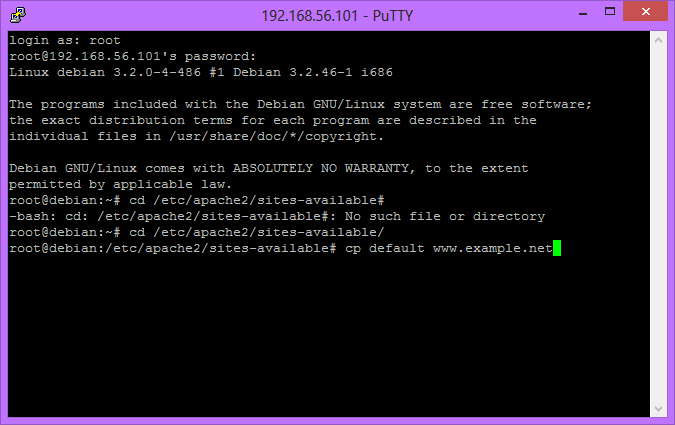 192.168.56.101 - PuTTY
login as: root
root@192.168.56.101's password:
Linux debian 3.2.0-4-486 #1 Debian 3.2.46-1 i686
The programs included with the Debian GNU/Linux system are free software;
the exact distribution terms for each program are described in the
individual files in /usr/share/doc/*/copyright.
Debian GNU/Linux comes with ABSOLUTELY NO WARRANTY, to the extent
permitted by applicable law.
root@debian:~# cd /etc/apache2/sites-available#
-bash: cd: /etc/apache2/sites-available#: No such file or directory
root@debian:~# cd /etc/apache2/sites-available/
root@debian:/etc/apache2/sites-available# cp default www.example.net